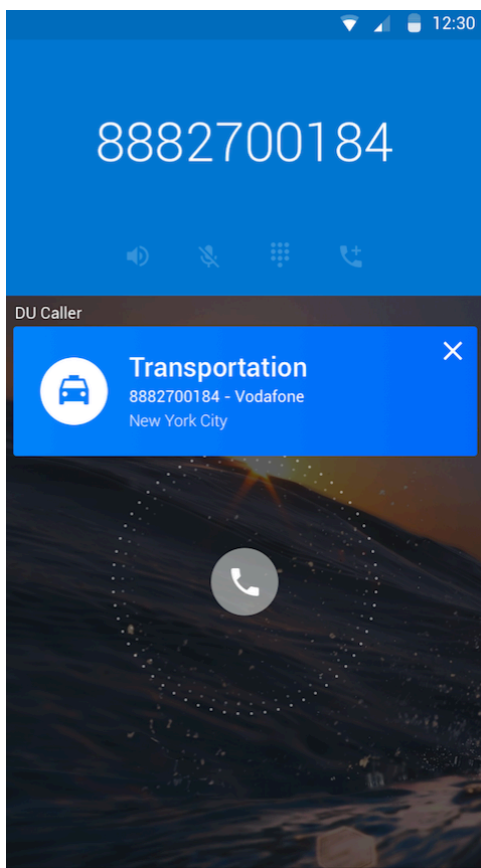 12:30
8882700184
DU Caller
Transportation
8882700184 - Vodafone
New York City